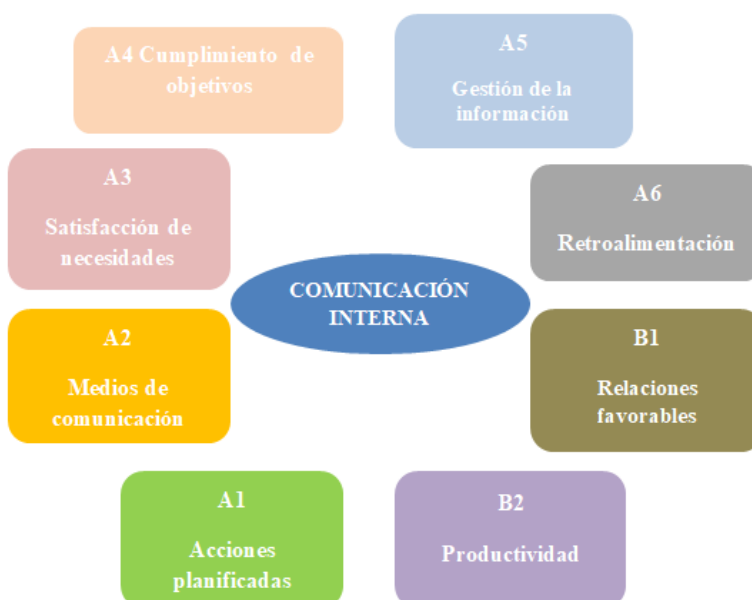 A4 Cumplimiento de
objetivos
A5
Gestión de la
información
A3
Satisfacción de
necesidades
A6
Retroalimentación
COMUNICACIÓN
INTERNA
A2
Medios de
comunicación
B1
Relaciones
favorables
A1
Acciones
planificadas
B2
Productividad